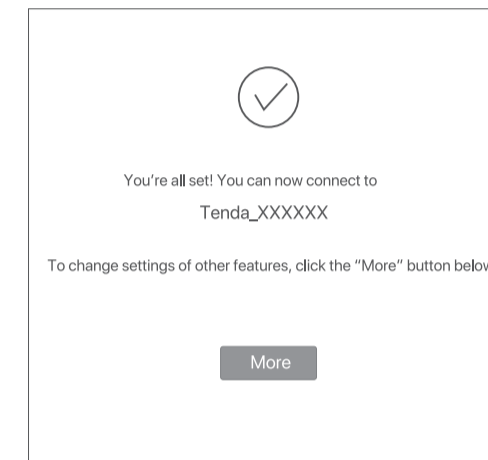 You're all set! You can now connect to
Tenda_XXXXXX
To change settings of other features, click the "More" button below
More